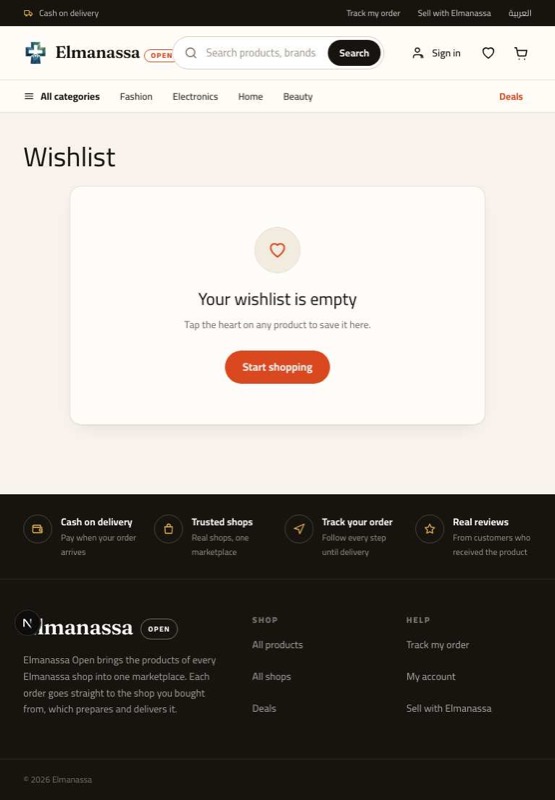 Cash on delivery
Track my order
Sell with Elmanassa
العربية
Elmanassa
OPEN
Search products, brands
Search
Sign in
All categories
Fashion
Electronics
Home
Beauty
Deals
Wishlist
Your wishlist is empty
Tap the heart on any product to save it here.
Start shopping
Cash on delivery
Pay when your order
arrives
Trusted shops
Real shops, one
marketplace
Track your order
Follow every step
until delivery
Real reviews
From customers who
received the product
N
lmanassa
OPEN
Elmanassa Open brings the products of every
Elmanassa shop into one marketplace. Each
order goes straight to the shop you bought
from, which prepares and delivers it.
SHOP
All products
All shops
Deals
HELP
Track my order
My account
Sell with Elmanassa
© 2026 Elmanassa